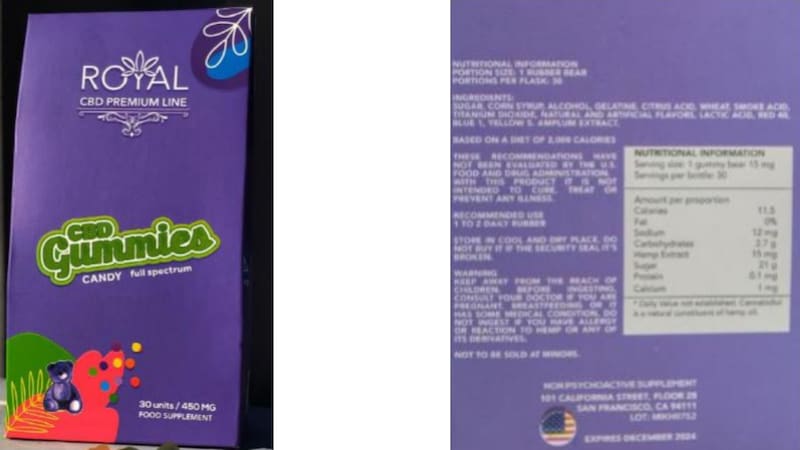 ROYAL
CBD PREMIUM LINE
CBD
Gummies
CANDY full spectrum
30 units / 450 MG
FOOD SUPPLEMENT
NUTRITIONAL INFORMATION
PORTION SIZE: 1 RUBBER BEAR
PORTIONS PER FLASK: 30
INGREDIENTS:
SUGAR, CORN SYRUP, ALCOHOL, GELATINE, CITRUS ACID, WHEAT, SMOKE ACID,
TITANIUM DIOXIDE, NATURAL AND ARTIFICIAL FLAVORS, LACTIC ACID, RED 40,
BLUE 1, YELLOW 5, AMPLUM EXTRACT.
BASED ON A DIET OF 2,000 CALORIES
THESE RECOMMENDATIONS HAVE
NOT BEEN EVALUATED BY THE U.S.
FOOD AND DRUG ADMINISTRATION.
WITH THIS PRODUCT IT IS NOT
INTENDED TO CURE, TREAT OR
PREVENT ANY ILLNESS.
RECOMMENDED USE
1 TO 2 DAILY RUBBER
STORE IN COOL AND DRY PLACE, DO
NOT BUY IT IF THE SECURITY SEAL IT'S
BROKEN.
WARNING
KEEP AWAY FROM THE REACH OF
CHILDREN. BEFORE INGESTING,
CONSULT YOUR DOCTOR IF YOU ARE
PREGNANT, BREASTFEEDING OR IT
HAS SOME MEDICAL CONDITION. DO
NOT INGEST IF YOU HAVE ALLERGY
OR REACTION TO HEMP OR ANY OF
ITS DERIVATIVES.
NOT TO BE SOLD AT MINORS.
NUTRITIONAL INFORMATION
Serving size: 1 gummy bear 15 mg
Servings per bottle: 30
Amount per proportion
Calories 11.5
Fat 0%
Sodium 12 mg
Carbohydrates 2.7 g
Hemp Extract 15 mg
Sugar 21 g
Protein 0.1 mg
Calcium 1 mg
* Daily Value not established. Cannabidiol
is a natural constituent of hemp oil.
NON PSYCHOACTIVE SUPPLEMENT
101 CALIFORNIA STREET, FLOOR 28
SAN FRANCISCO, CA 94111
LOT:
EXPIRES DECEMBER 2024